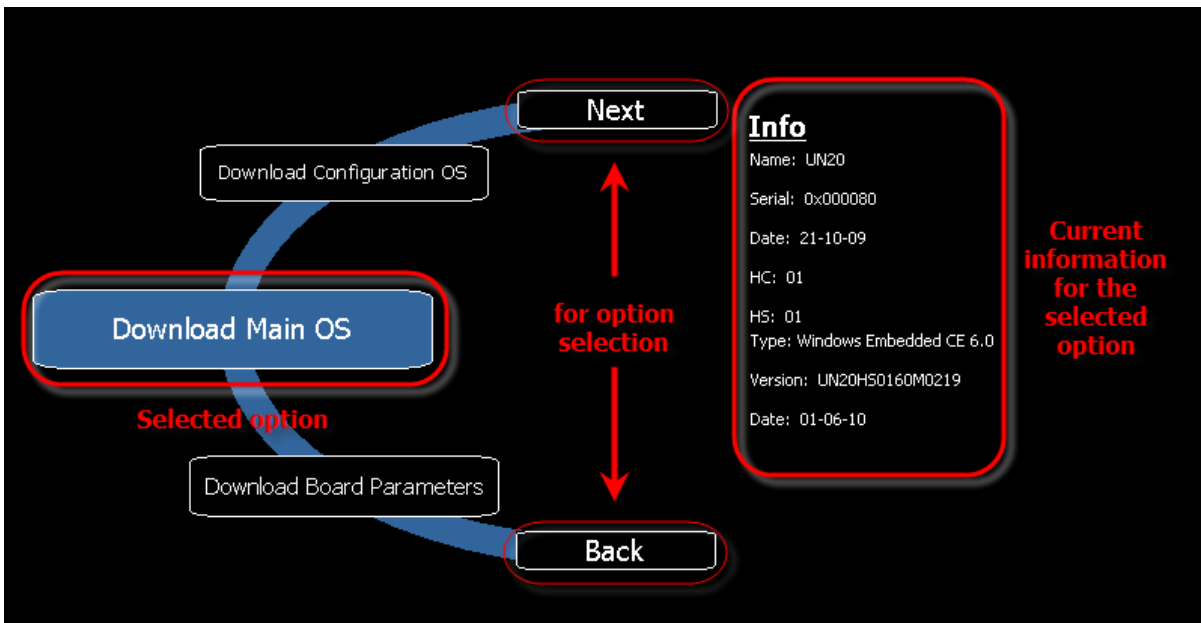 Next
Download Configuration OS
Download Main OS
Selected option
Download Board Parameters
Back
for option
selection
Info
Name: UN20
Serial: 0x000080
Date: 21-10-09
HC: 01
HS: 01
Type: Windows Embedded CE 6.0
Version: UN20HS0160M0219
Date: 01-06-10
Current
information
for the
selected
option